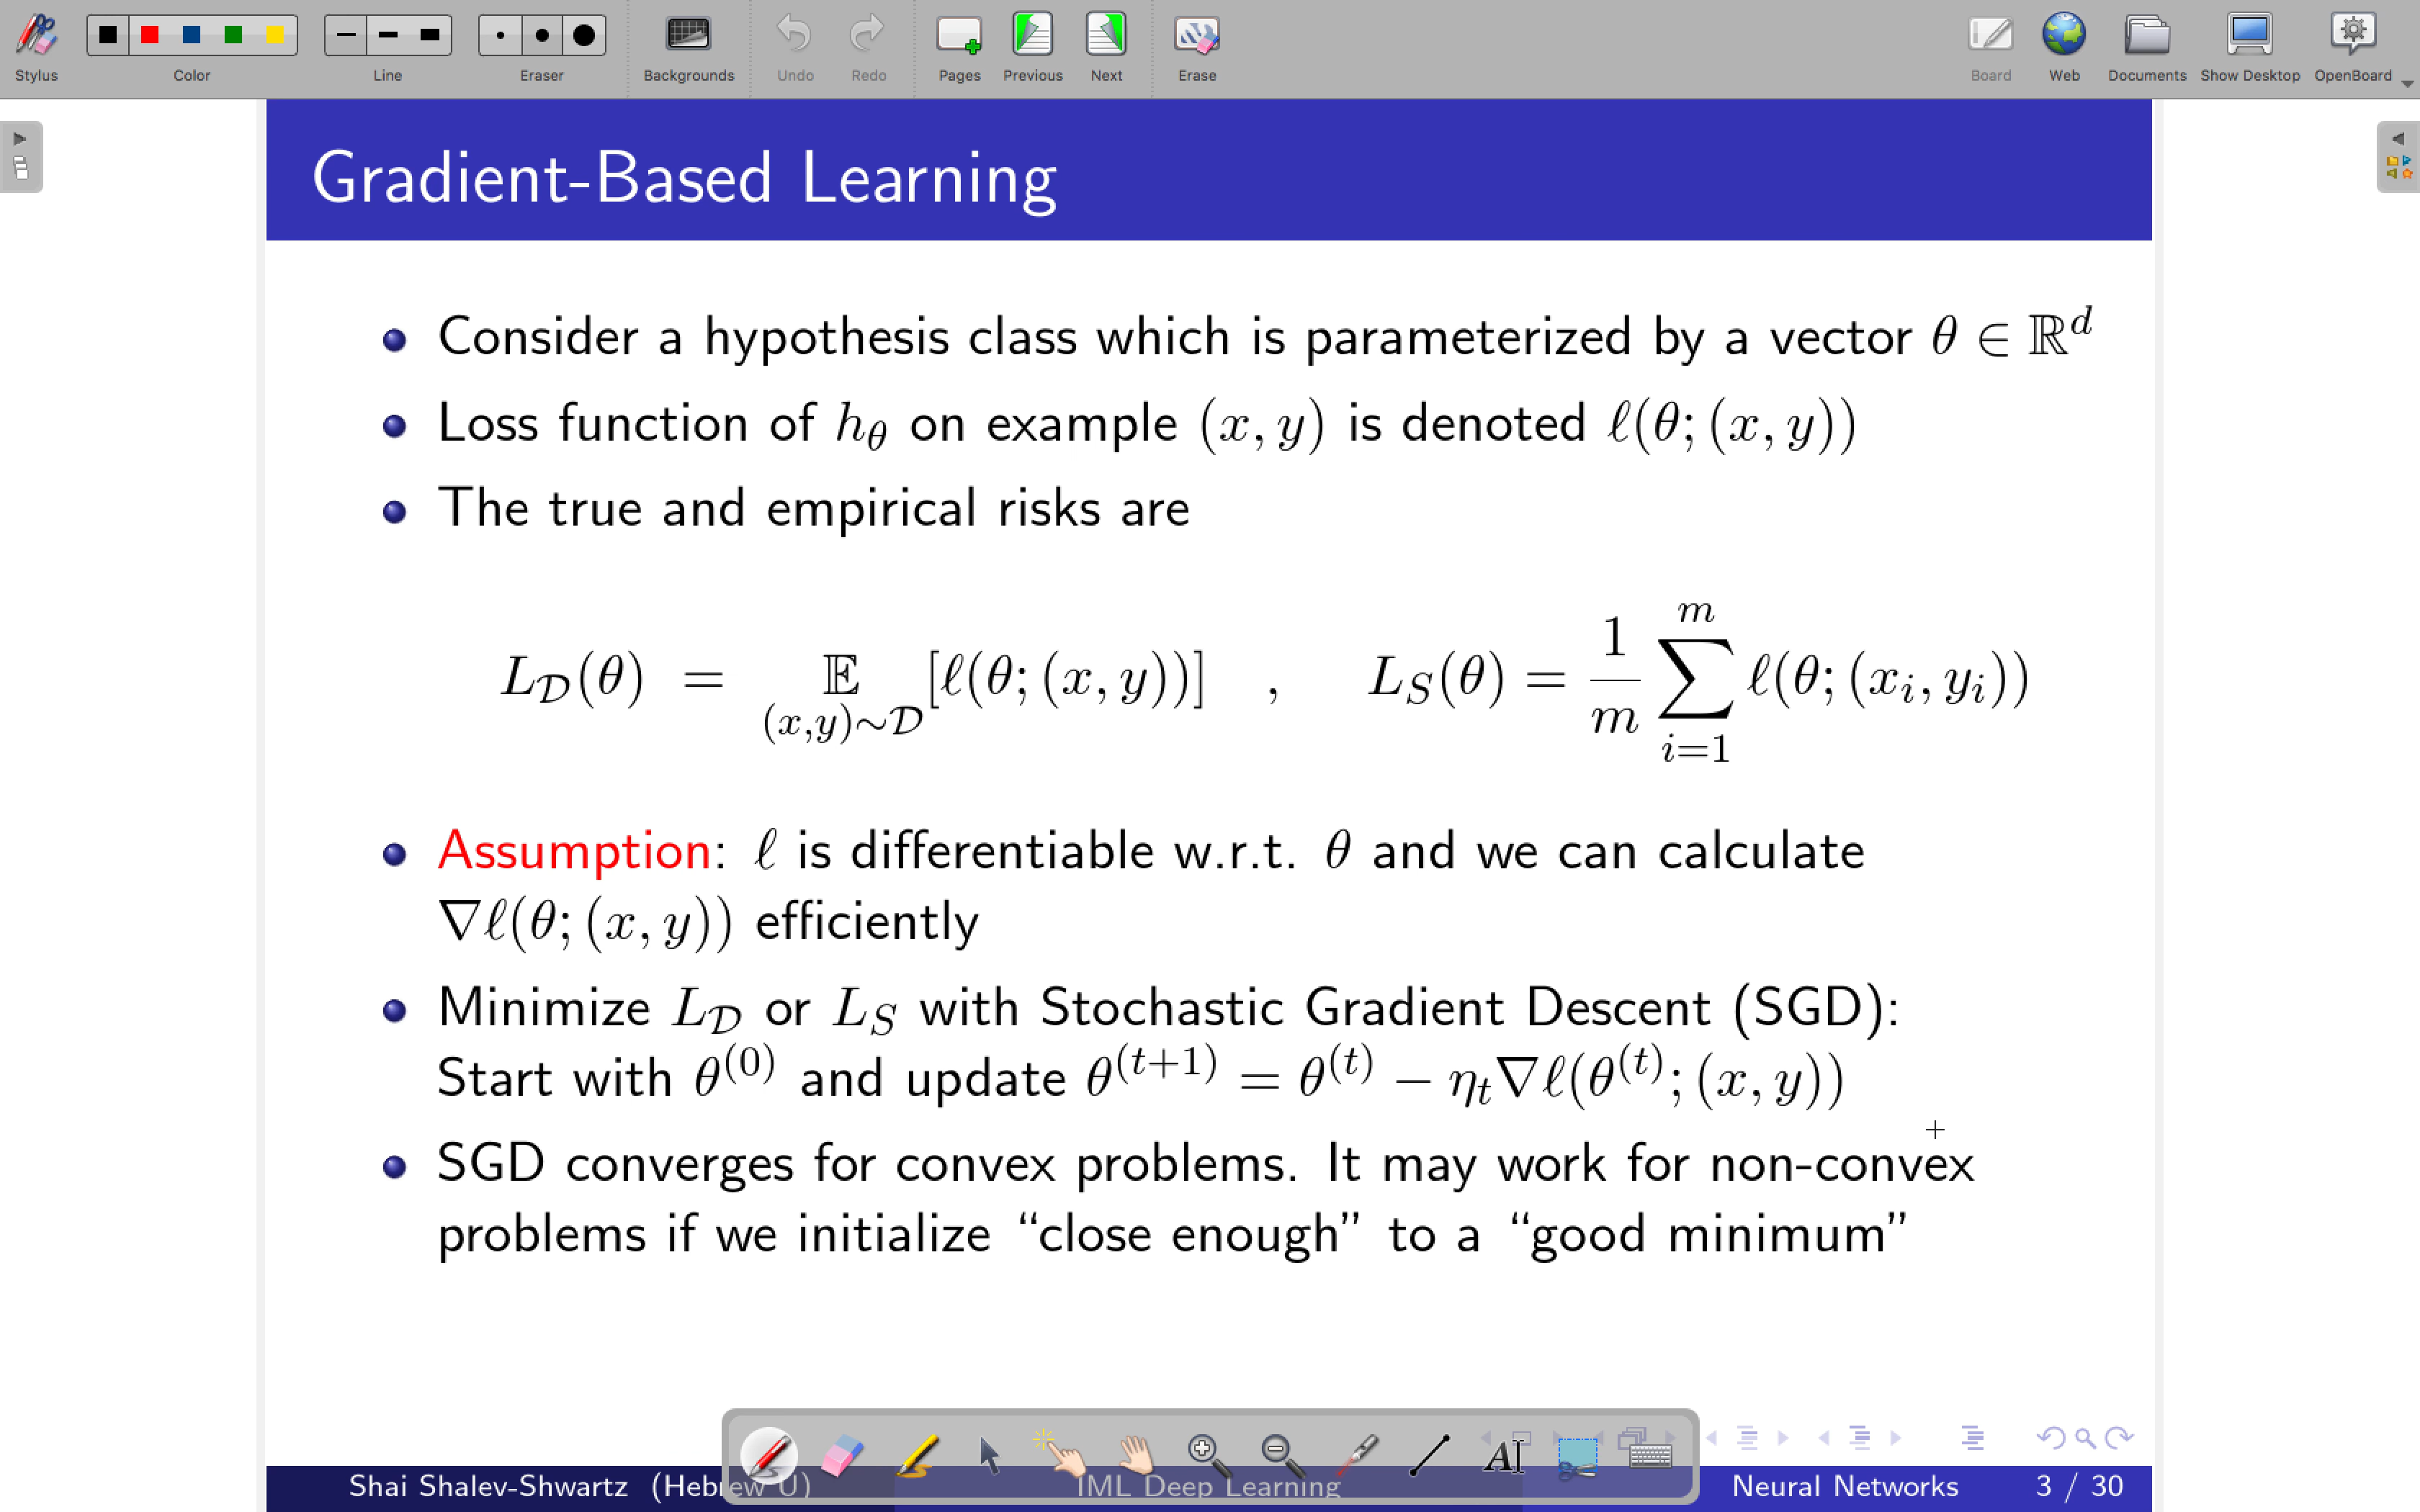 Stylus Color Line Eraser Backgrounds Undo Redo Pages Previous Next Erase Board Web Documents Show Desktop OpenBoard
Gradient-Based Learning
Consider a hypothesis class which is parameterized by a vector θ ∈ ℝ^d
Loss function of h_θ on example (x, y) is denoted ℓ(θ; (x, y))
The true and empirical risks are
L_𝒟(θ) = 𝔼_{(x,y)∼𝒟}[ℓ(θ; (x, y))] , L_S(θ) = \frac{1}{m} \sum_{i=1}^{m} ℓ(θ; (x_i, y_i))
Assumption: ℓ is differentiable w.r.t. θ and we can calculate
∇ℓ(θ; (x, y)) efficiently
Minimize L_𝒟 or L_S with Stochastic Gradient Descent (SGD):
Start with θ^{(0)} and update θ^{(t+1)} = θ^{(t)} − η_t∇ℓ(θ^{(t)}; (x, y))
SGD converges for convex problems. It may work for non-convex
problems if we initialize “close enough” to a “good minimum”
Shai Shalev-Shwartz (Hebrew U) IML Deep Learning Neural Networks 3 / 30